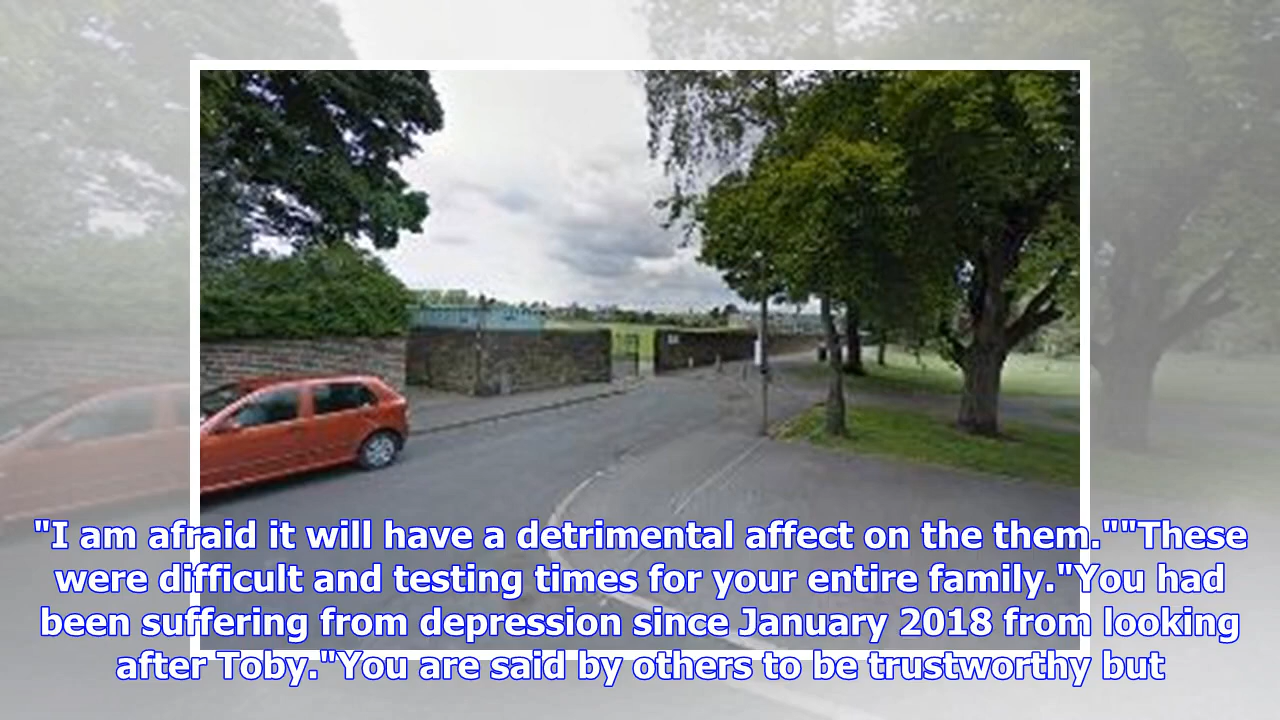 "I am afraid it will have a detrimental affect on the them.""These
were difficult and testing times for your entire family."You had
been suffering from depression since January 2018 from looking
after Toby."You are said by others to be trustworthy but